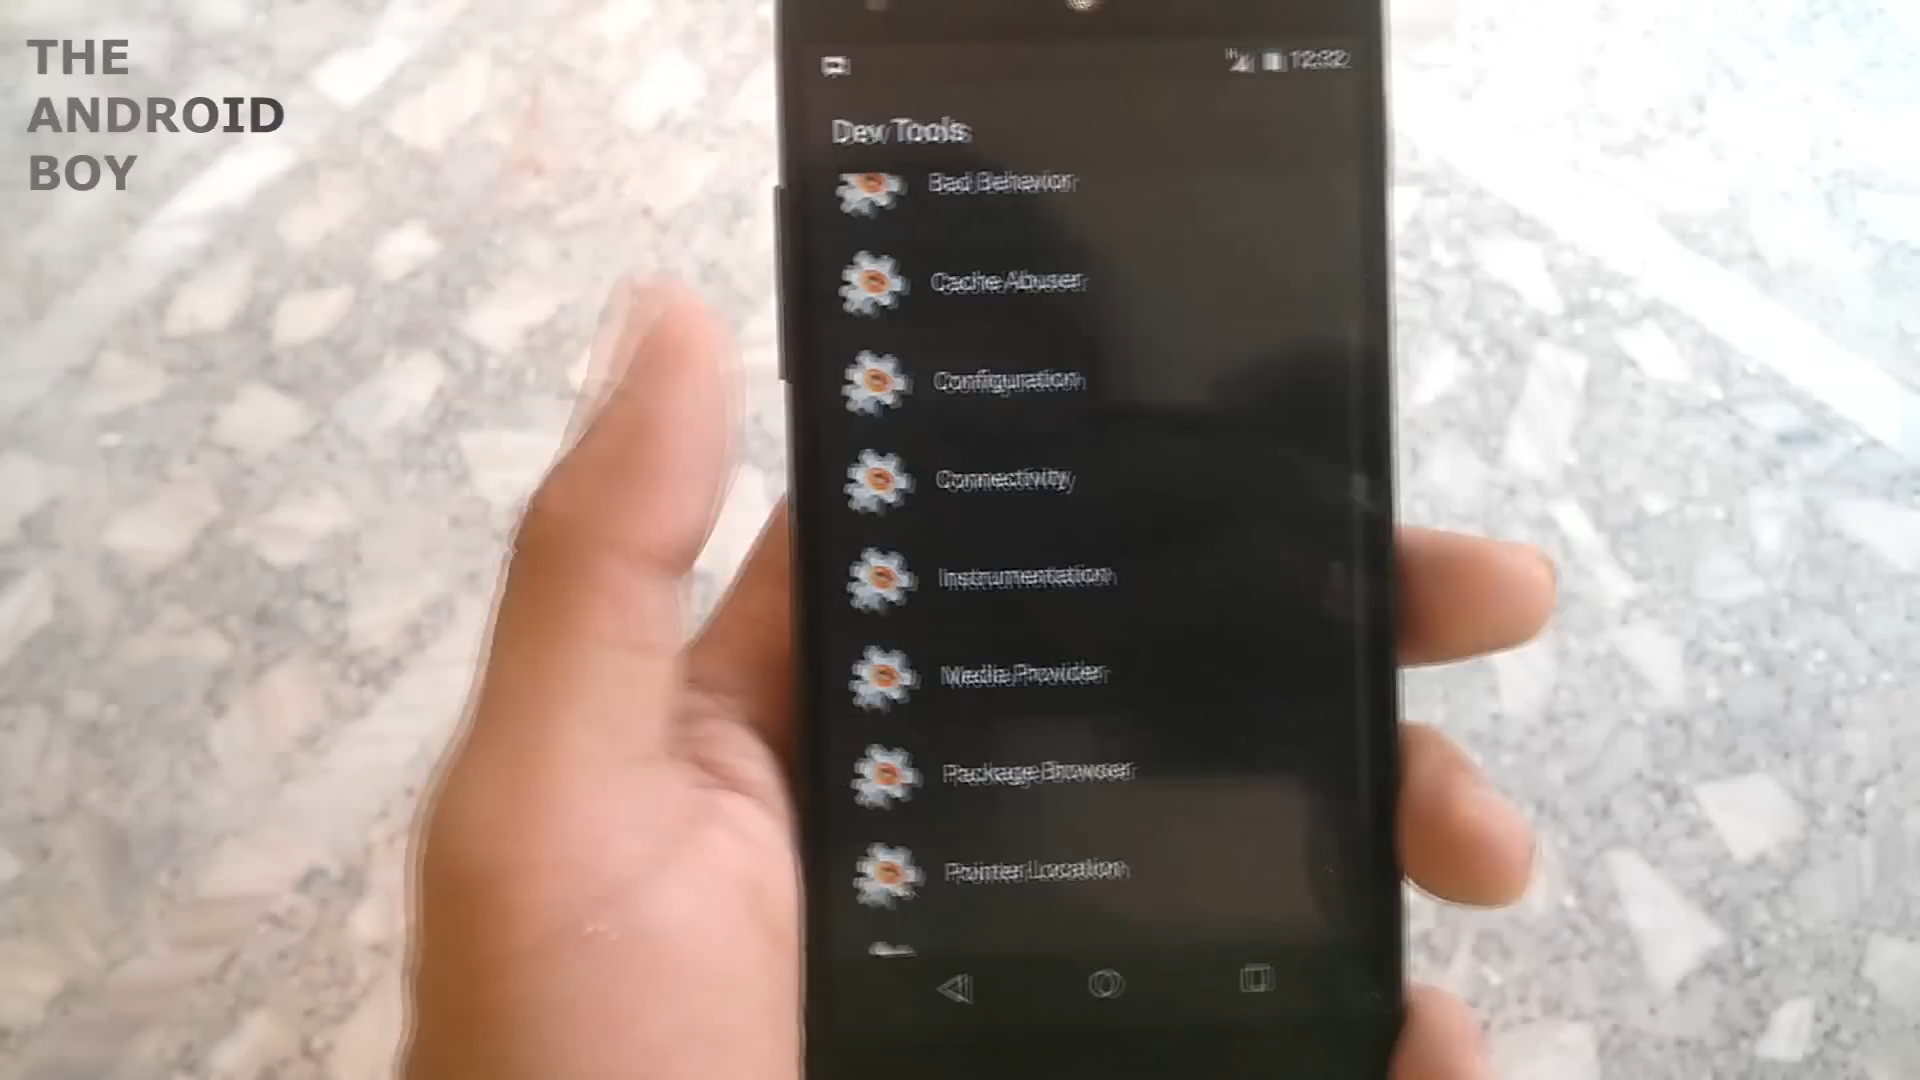 THE
ANDROID
BOY
12:32
Dev Tools
Bad Behavior
Cache Abuser
Configuration
Connectivity
Instrumentation
Media Provider
Package Browser
Pointer Location